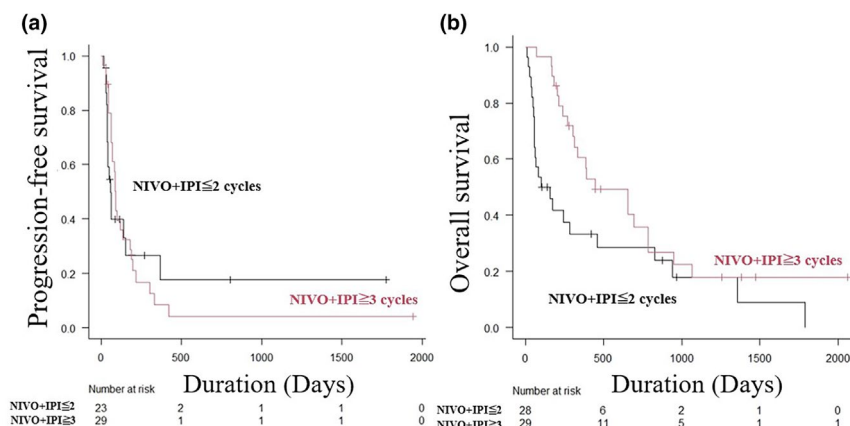 (a)
Progression-free survival
1.0
0.8
0.6
0.4
0.2
0.0
NIVO+IPI≦2 cycles
NIVO+IPI≧3 cycles
0 500 1000 1500 2000
Duration (Days)
Number at risk
NIVO+IPI≦2 23 2 1 1 0
NIVO+IPI≧3 29 1 1 1 0
(b)
Overall survival
1.0
0.8
0.6
0.4
0.2
0.0
NIVO+IPI≧3 cycles
NIVO+IPI≦2 cycles
0 500 1000 1500 2000
Duration (Days)
Number at risk
NIVO+IPI≦2 28 6 2 1 0
NIVO+IPI≧3 29 11 5 1 1